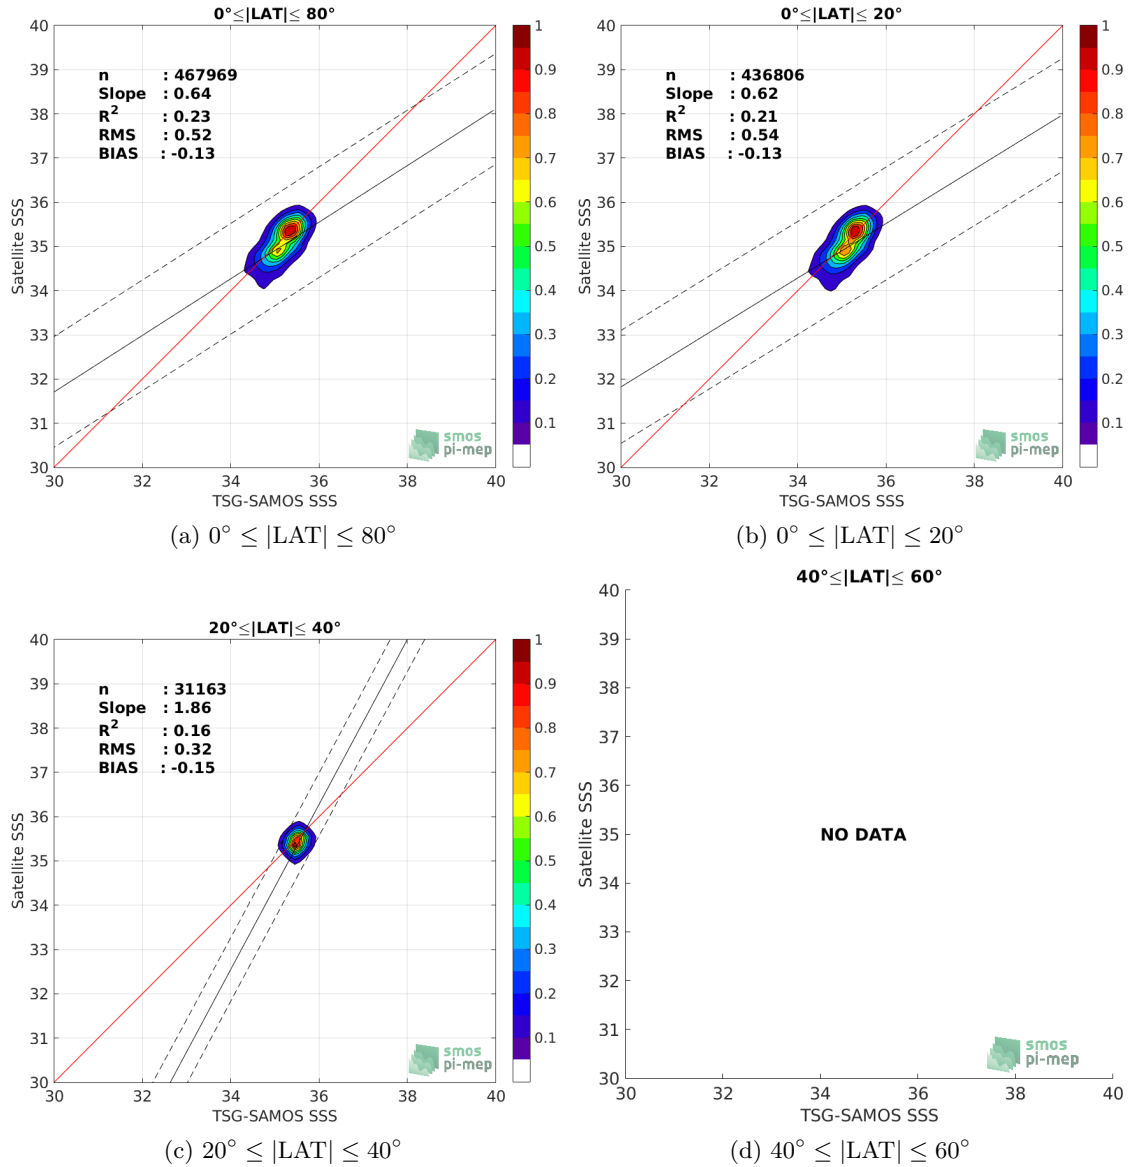 0°≤|LAT|≤ 80°
40
39
38
37
36
35
34
33
32
31
30
Satellite SSS
n : 467969
Slope : 0.64
R2 : 0.23
RMS : 0.52
BIAS : -0.13
smos
pi-mep
30 32 34 36 38 40
TSG-SAMOS SSS
1
0.9
0.8
0.7
0.6
0.5
0.4
0.3
0.2
0.1
(a) 0° ≤ |LAT| ≤ 80°
0°≤|LAT|≤ 20°
40
39
38
37
36
35
34
33
32
31
30
Satellite SSS
n : 436806
Slope : 0.62
R2 : 0.21
RMS : 0.54
BIAS : -0.13
smos
pi-mep
30 32 34 36 38 40
TSG-SAMOS SSS
1
0.9
0.8
0.7
0.6
0.5
0.4
0.3
0.2
0.1
(b) 0° ≤ |LAT| ≤ 20°
20°≤|LAT|≤ 40°
40
39
38
37
36
35
34
33
32
31
30
Satellite SSS
n : 31163
Slope : 1.86
R2 : 0.16
RMS : 0.32
BIAS : -0.15
smos
pi-mep
30 32 34 36 38 40
TSG-SAMOS SSS
1
0.9
0.8
0.7
0.6
0.5
0.4
0.3
0.2
0.1
(c) 20° ≤ |LAT| ≤ 40°
40°≤|LAT|≤ 60°
40
39
38
37
36
35
34
33
32
31
30
Satellite SSS
NO DATA
smos
pi-mep
30 32 34 36 38 40
TSG-SAMOS SSS
(d) 40° ≤ |LAT| ≤ 60°